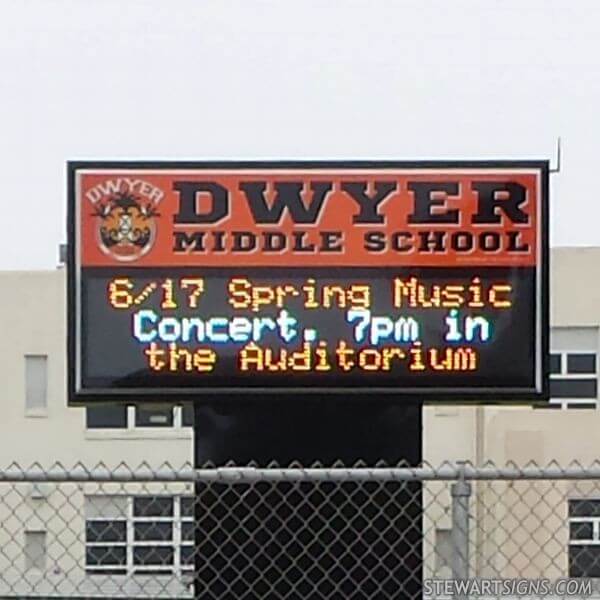 DWYER
DWYER
MIDDLE SCHOOL
6/17 Spring Music
Concert. 7pm in
the Auditorium
STEWARTSIGNS.COM